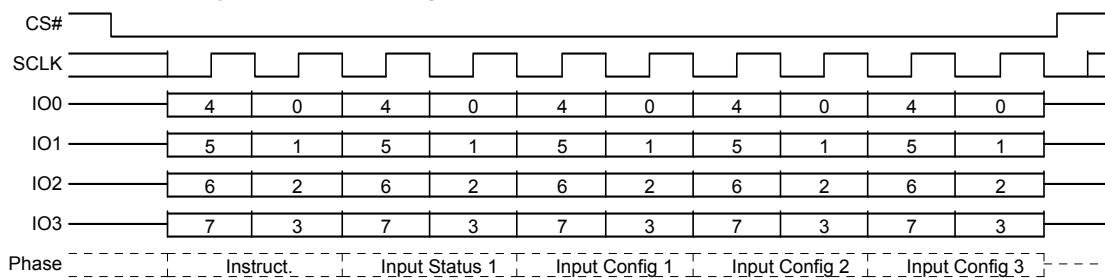 CS#
SCLK
IO0 4 0 4 0 4 0 4 0 4 0
IO1 5 1 5 1 5 1 5 1 5 1
IO2 6 2 6 2 6 2 6 2 6 2
IO3 7 3 7 3 7 3 7 3 7 3
Phase Instruct. Input Status 1 Input Config 1 Input Config 2 Input Config 3